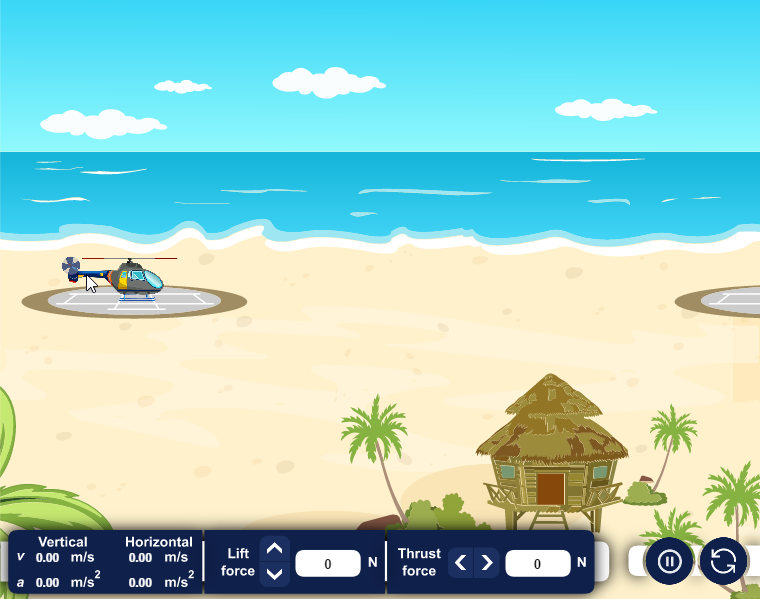 Vertical Horizontal
v 0.00 m/s 0.00 m/s
a 0.00 m/s² 0.00 m/s²
Lift force 0 N
Thrust force 0 N